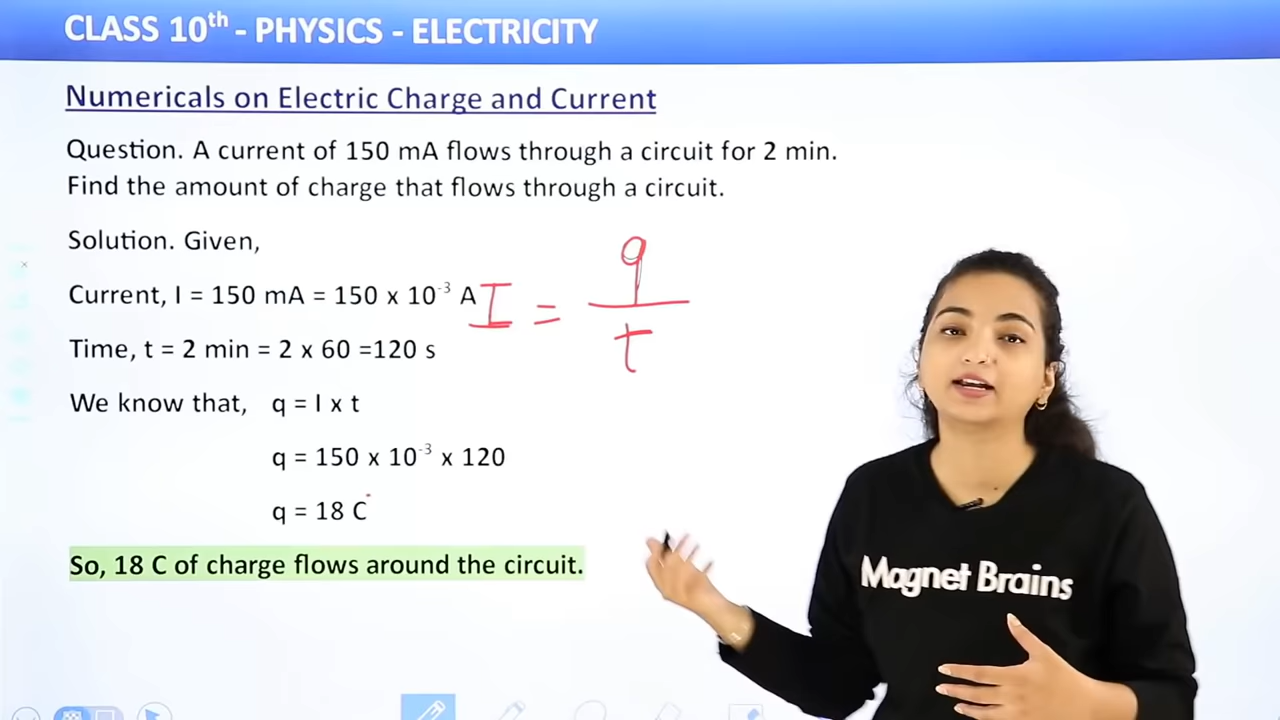 CLASS 10th - PHYSICS - ELECTRICITY
Numericals on Electric Charge and Current
Question. A current of 150 mA flows through a circuit for 2 min.
Find the amount of charge that flows through a circuit.
Solution. Given,
Current, I = 150 mA = 150 x 10⁻³ A
I = q/t
Time, t = 2 min = 2 x 60 =120 s
We know that, q = I x t
q = 150 x 10⁻³ x 120
q = 18 C
So, 18 C of charge flows around the circuit.
Magnet Brains